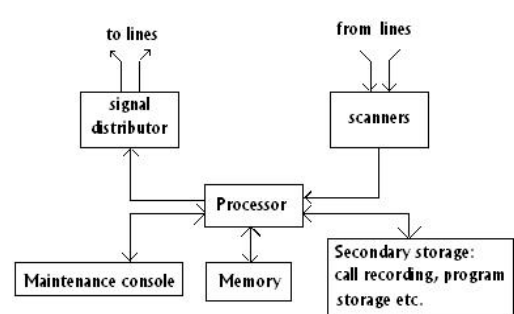 to lines
from lines
signal
distributor
scanners
Processor
Maintenance console
Memory
Secondary storage:
call recording, program
storage etc.